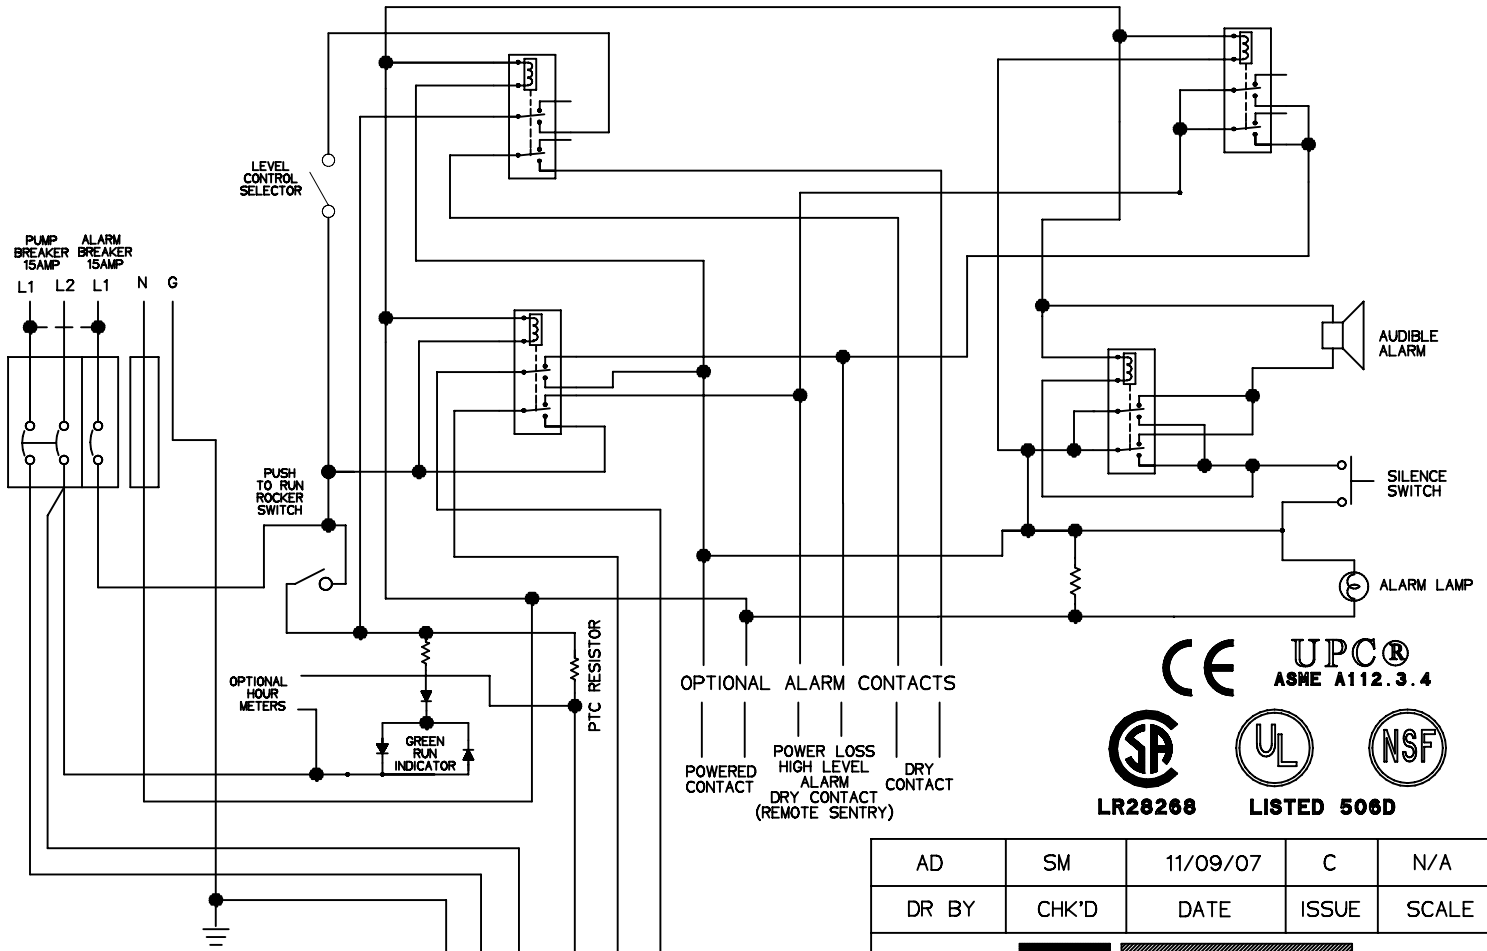 LEVEL
CONTROL
SELECTOR
PUMP
BREAKER
15AMP
ALARM
BREAKER
15AMP
L1 L2 L1 N G
AUDIBLE
ALARM
PUSH
TO RUN
ROCKER
SWITCH
SILENCE
SWITCH
ALARM LAMP
PTC RESISTOR
OPTIONAL
HOUR
METERS
GREEN
RUN
INDICATOR
OPTIONAL ALARM CONTACTS
POWERED
CONTACT
POWER LOSS
HIGH LEVEL
ALARM
DRY CONTACT
(REMOTE SENTRY)
DRY
CONTACT
CE
UPC®
ASME A112.3.4
SA
LR28268
UL
LISTED 506D
NSF
AD SM 11/09/07 C N/A
DR BY CHK'D DATE ISSUE SCALE